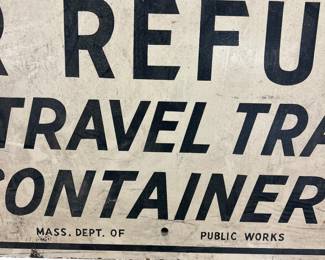 R REFU
TRAVEL TRA
ONTAINER
MASS. DEPT. OF PUBLIC WORKS